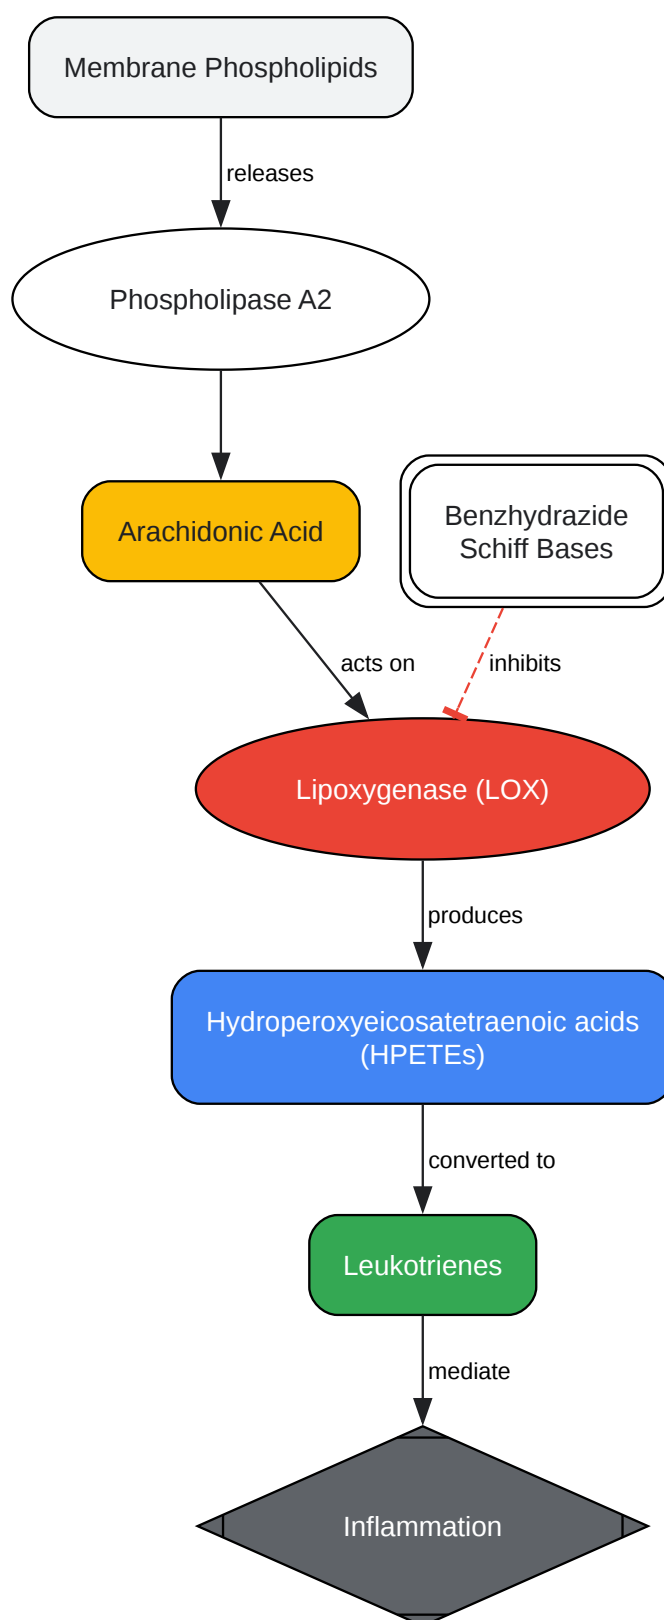 Membrane Phospholipids
releases
Phospholipase A2
Arachidonic Acid
Benzhydrazide
Schiff Bases
acts on
inhibits
Lipoxygenase (LOX)
produces
Hydroperoxyeicosatetraenoic acids
(HPETEs)
converted to
Leukotrienes
mediate
Inflammation